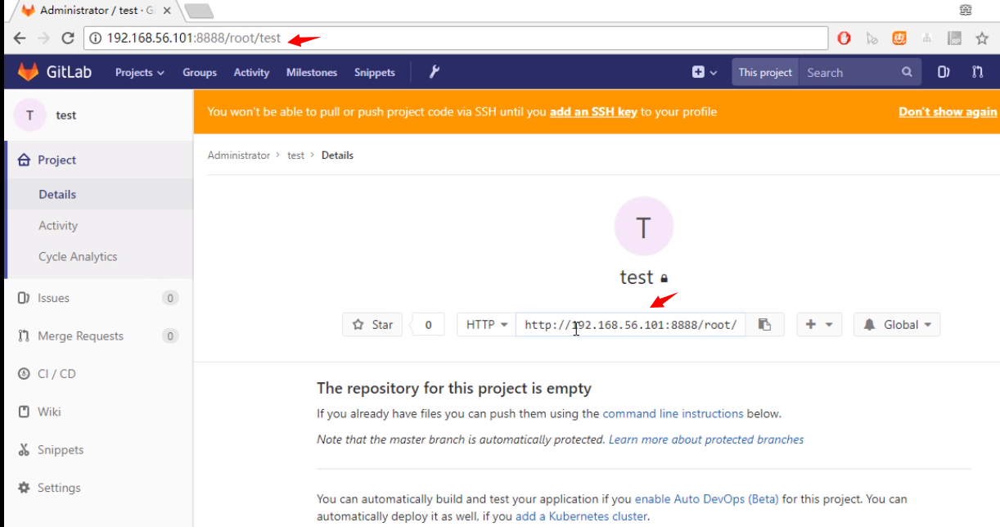 Administrator / test · G
192.168.56.101:8888/root/test
GitLab Projects Groups Activity Milestones Snippets This project Search
T test
You won't be able to pull or push project code via SSH until you add an SSH key to your profile Don't show again
Project
Administrator > test > Details
Details
Activity
Cycle Analytics
T
test
Issues 0
Star 0 HTTP http://192.168.56.101:8888/root/ Global
Merge Requests 0
CI / CD
The repository for this project is empty
Wiki
If you already have files you can push them using the command line instructions below.
Note that the master branch is automatically protected. Learn more about protected branches
Snippets
Settings
You can automatically build and test your application if you enable Auto DevOps (Beta) for this project. You can
automatically deploy it as well, if you add a Kubernetes cluster.